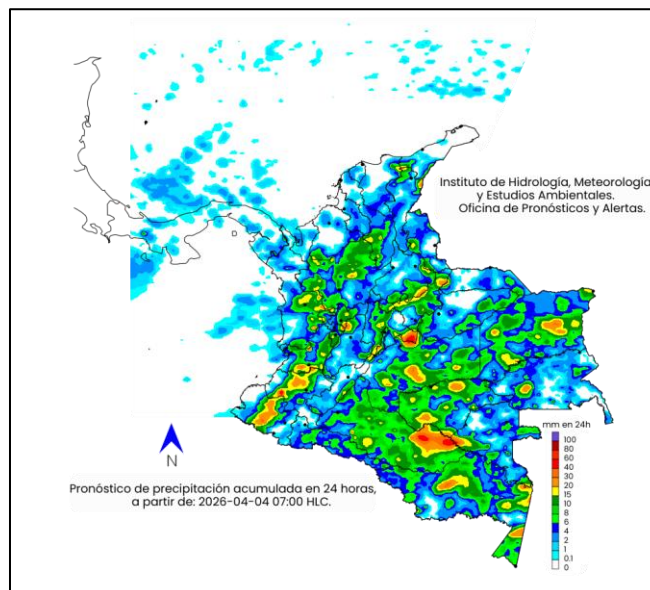 Instituto de Hidrología, Meteorología
y Estudios Ambientales.
Oficina de Pronósticos y Alertas.
mm en 24h
100
80
60
40
30
20
15
10
8
6
4
2
1
0.1
0
N
Pronóstico de precipitación acumulada en 24 horas,
a partir de: 2026-04-04 07:00 HLC.